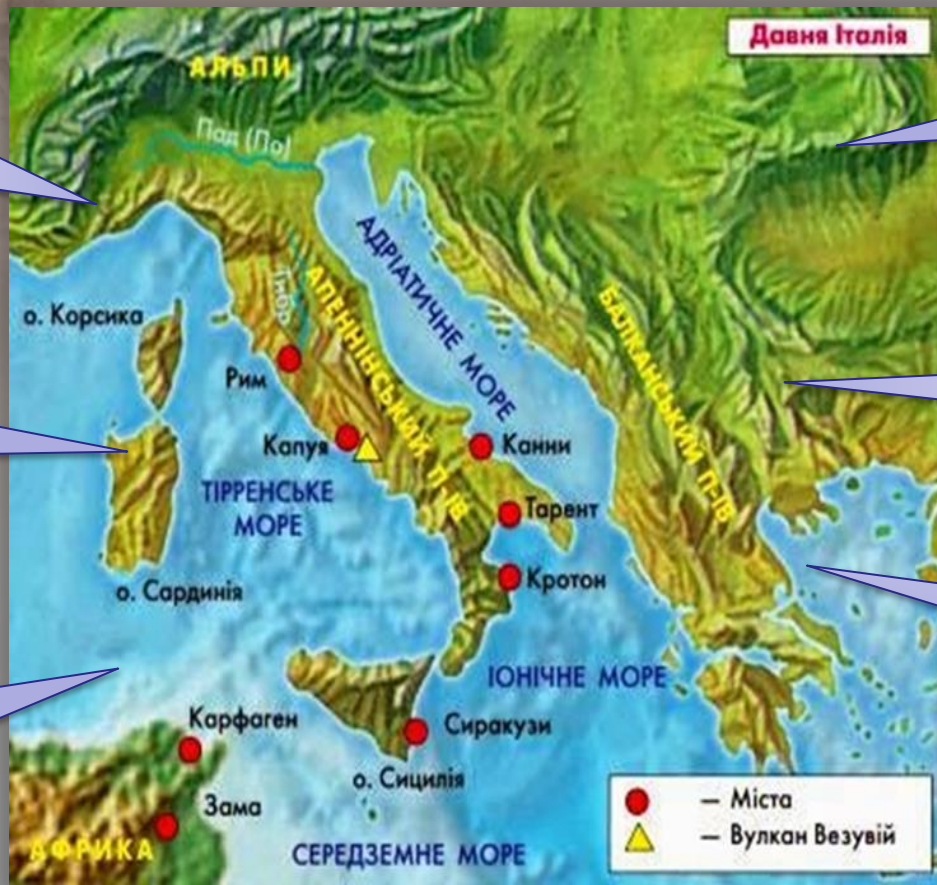 Давня Італія
АЛЬПИ
Пад (По)
АДРІАТИЧНЕ МОРЕ
Тибр
АПЕННІНСЬКИХ П-ІВ
БАЛКАНСЬКИЙ П-ІВ
о. Корсика
Рим
Капуя
Канни
ТІРРЕНСЬКЕ
МОРЕ
Тарент
Кротон
о. Сардинія
ІОНІЧНЕ МОРЕ
Карфаген
Сиракузи
о. Сицилія
Зама
АФРИКА
СЕРЕДЗЕМНЕ МОРЕ
– Міста
– Вулкан Везувій